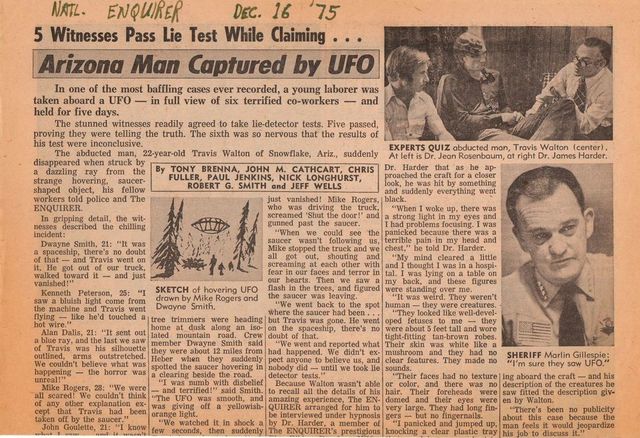 NATL. ENQUIRER DEC. 16 '75
5 Witnesses Pass Lie Test While Claiming . . .
Arizona Man Captured by UFO
In one of the most baffling cases ever recorded, a young laborer was
taken aboard a UFO — in full view of six terrified co-workers — and
held for five days.
The stunned witnesses readily agreed to take lie-detector tests. Five passed,
proving they were telling the truth. The sixth was so nervous that the results of
his test were inconclusive.
The abducted man, 22-year-old Travis Walton of Snowflake, Ariz., suddenly
disappeared when struck by
a dazzling ray from the
strange hovering, saucer-
shaped object, his fellow
workers told police and The
ENQUIRER.
In gripping detail, the wit-
nesses described the chilling
incident:
Dwayne Smith, 21: "It was
a spaceship, there's no doubt
of that — and Travis went on
it. He got out of our truck,
walked toward it — and just
vanished!"
Kenneth Peterson, 25: "I
saw a bluish light come from
the machine and Travis went
flying — like he'd touched a
hot wire."
Alan Dalis, 21: "It sent out
a blue ray, and the last we saw
of Travis was his silhouette
outlined, arms outstretched.
We couldn't believe what was
happening — the horror was
unreal!"
Mike Rogers, 28: "We were
all scared! We couldn't think
of any other explanation ex-
cept that Travis had been
taken off by the saucer."
John Goulette, 21: "I know
By TONY BRENNA, JOHN M. CATHCART, CHRIS
FULLER, PAUL JENKINS, NICK LONGHURST,
ROBERT G. SMITH and JEFF WELLS
SKETCH of hovering UFO
drawn by Mike Rogers and
Dwayne Smith.
tree trimmers were heading
home at dusk along an iso-
lated mountain road. Crew
member Dwayne Smith said
they were about 12 miles from
Heber when they suddenly
spotted the saucer hovering in
a clearing beside the road.
"I was numb with disbelief
— and terrified!" said Smith.
"The UFO was smooth, and
was giving off a yellowish-
orange light.
"We watched it in shock a
few seconds, then suddenly
just vanished! Mike Rogers,
who was driving the truck,
screamed 'Shut the door!' and
gunned past the saucer.
"When we could see the
saucer wasn't following us,
Mike stopped the truck and we
all got out, shouting and
screaming at each other with
fear in our faces and terror in
our hearts. Then we saw a
flash in the trees, and figured
the saucer was leaving.
"We went back to the spot
where the saucer had been . . .
but Travis was gone. He went
on the spaceship, there's no
doubt of that.
"We went and reported what
had happened. We didn't ex-
pect anyone to believe us, and
nobody did — until we took lie
detector tests."
Because Walton wasn't able
to recall all the details of his
amazing experience, The EN-
QUIRER arranged for him to
be interviewed under hypnosis
by Dr. Harder, a member of
The ENQUIRER's prestigious
EXPERTS QUIZ abducted man, Travis Walton (center).
At left is Dr. Jean Rosenbaum, at right Dr. James Harder.
Dr. Harder that as he ap-
proached the craft for a closer
look, he was hit by something
and suddenly everything went
black.
"When I woke up, there was
a strong light in my eyes and
I had problems focusing. I was
panicked because there was a
terrible pain in my head and
chest," he told Dr. Harder.
"My mind cleared a little
and I thought I was in a hospi-
tal. I was lying on a table on
my back, and these figures
were standing over me.
"It was weird. They weren't
human — they were creatures.
"They looked like well-devel-
oped fetuses to me — they
were about 5 feet tall and wore
tight-fitting tan-brown robes.
Their skin was white like a
mushroom and they had no
clear features. They made no
sounds.
"Their faces had no texture
or color, and there was no
hair. Their foreheads were
domed and their eyes were
very large. They had long fin-
gers — but no fingernails.
"I panicked and jumped up,
knocking a clear plastic tray
SHERIFF Marlin Gillespie:
"I'm sure they saw UFO."
ing aboard the craft — and his
description of the creatures he
saw fitted the description giv-
en by Walton.
"There's been no publicity
about this case because the
man feels it would jeopardize
his job to discuss it."